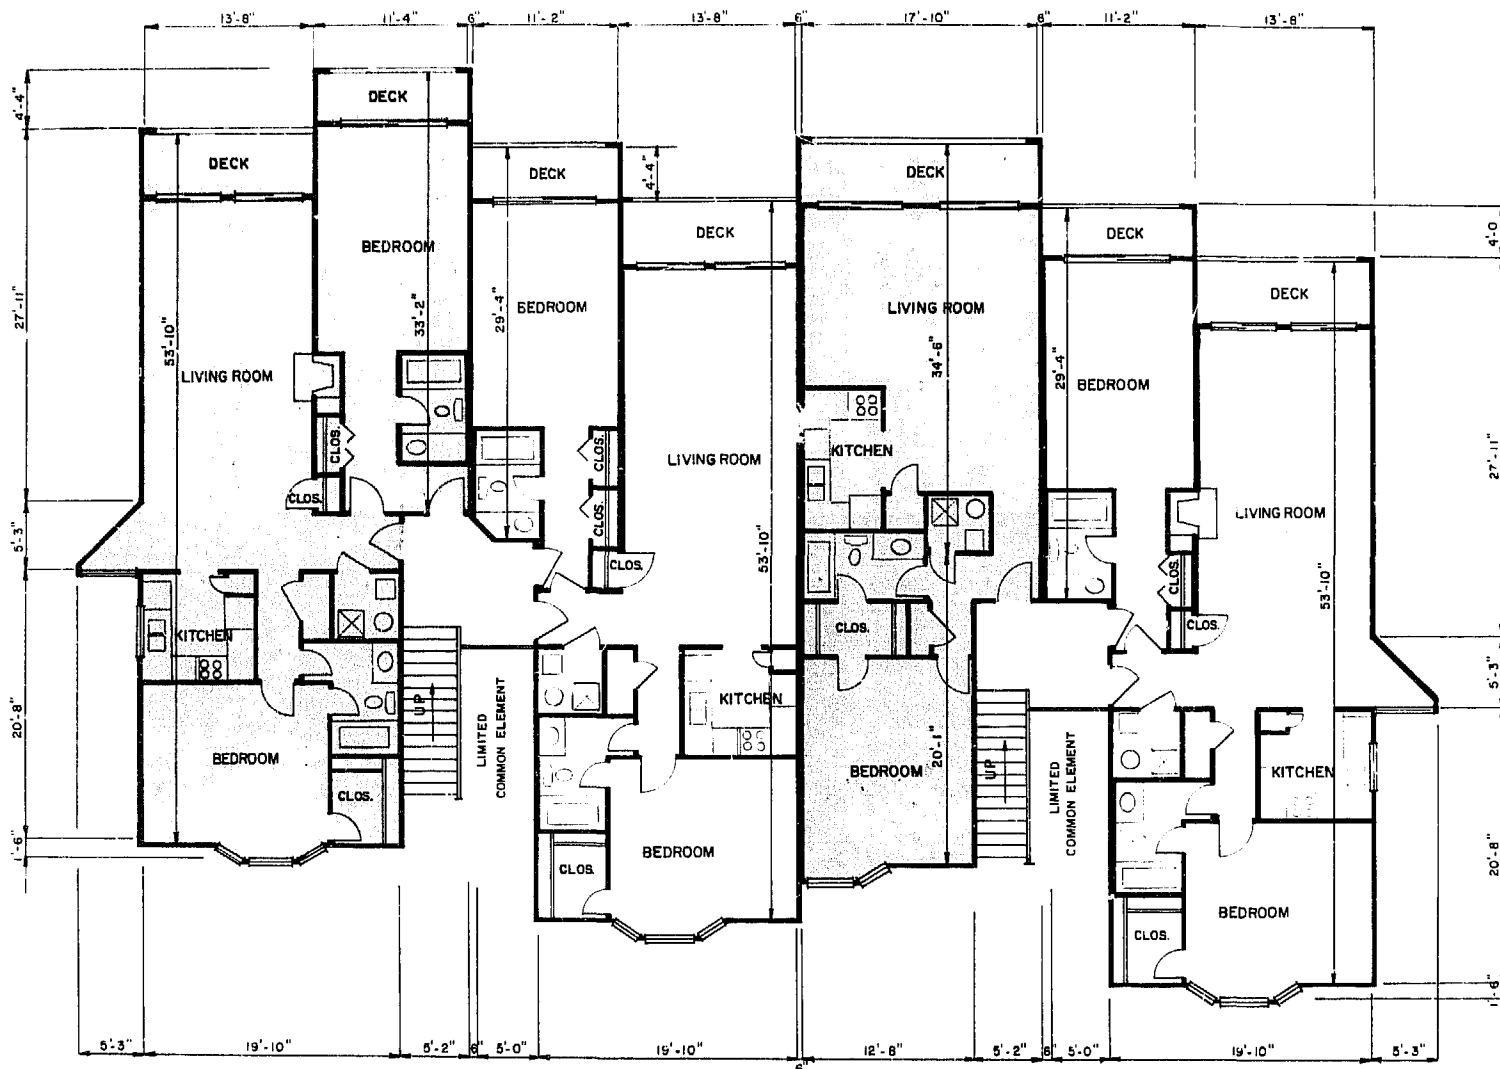 13'-8"
11'-4"
6"
11'-2"
13'-8"
6"
17'-10"
6"
11'-2"
13'-8"
4'-4"
DECK
DECK
DECK
4'-4"
DECK
DECK
DECK
DECK
4'-0
BEDROOM
27'-11"
33'-2"
29'-4"
BEDROOM
LIVING ROOM
53'-10"
LIVING ROOM
34'-6"
29'-4"
BEDROOM
CLOS.
CLOS.
CLOS.
CLOS.
CLOS.
LIVING ROOM
KITCHEN
LIVING ROOM
27'-11"
5'-3"
53'-10"
CLOS.
CLOS.
53'-10"
KITCHEN
CLOS.
5'-3"
20'-8"
UP
LIMITED
COMMON ELEMENT
KITCHEN
BEDROOM
CLOS.
BEDROOM
20'-1"
UP
LIMITED
COMMON ELEMENT
KITCHEN
1'-6"
BEDROOM
CLOS.
20'-8"
BEDROOM
CLOS.
1'-6"
5'-3"
19'-10"
5'-2"
6"
5'-0"
19'-10"
6"
12'-8"
5'-2"
6"
5'-0"
19'-10"
5'-3"